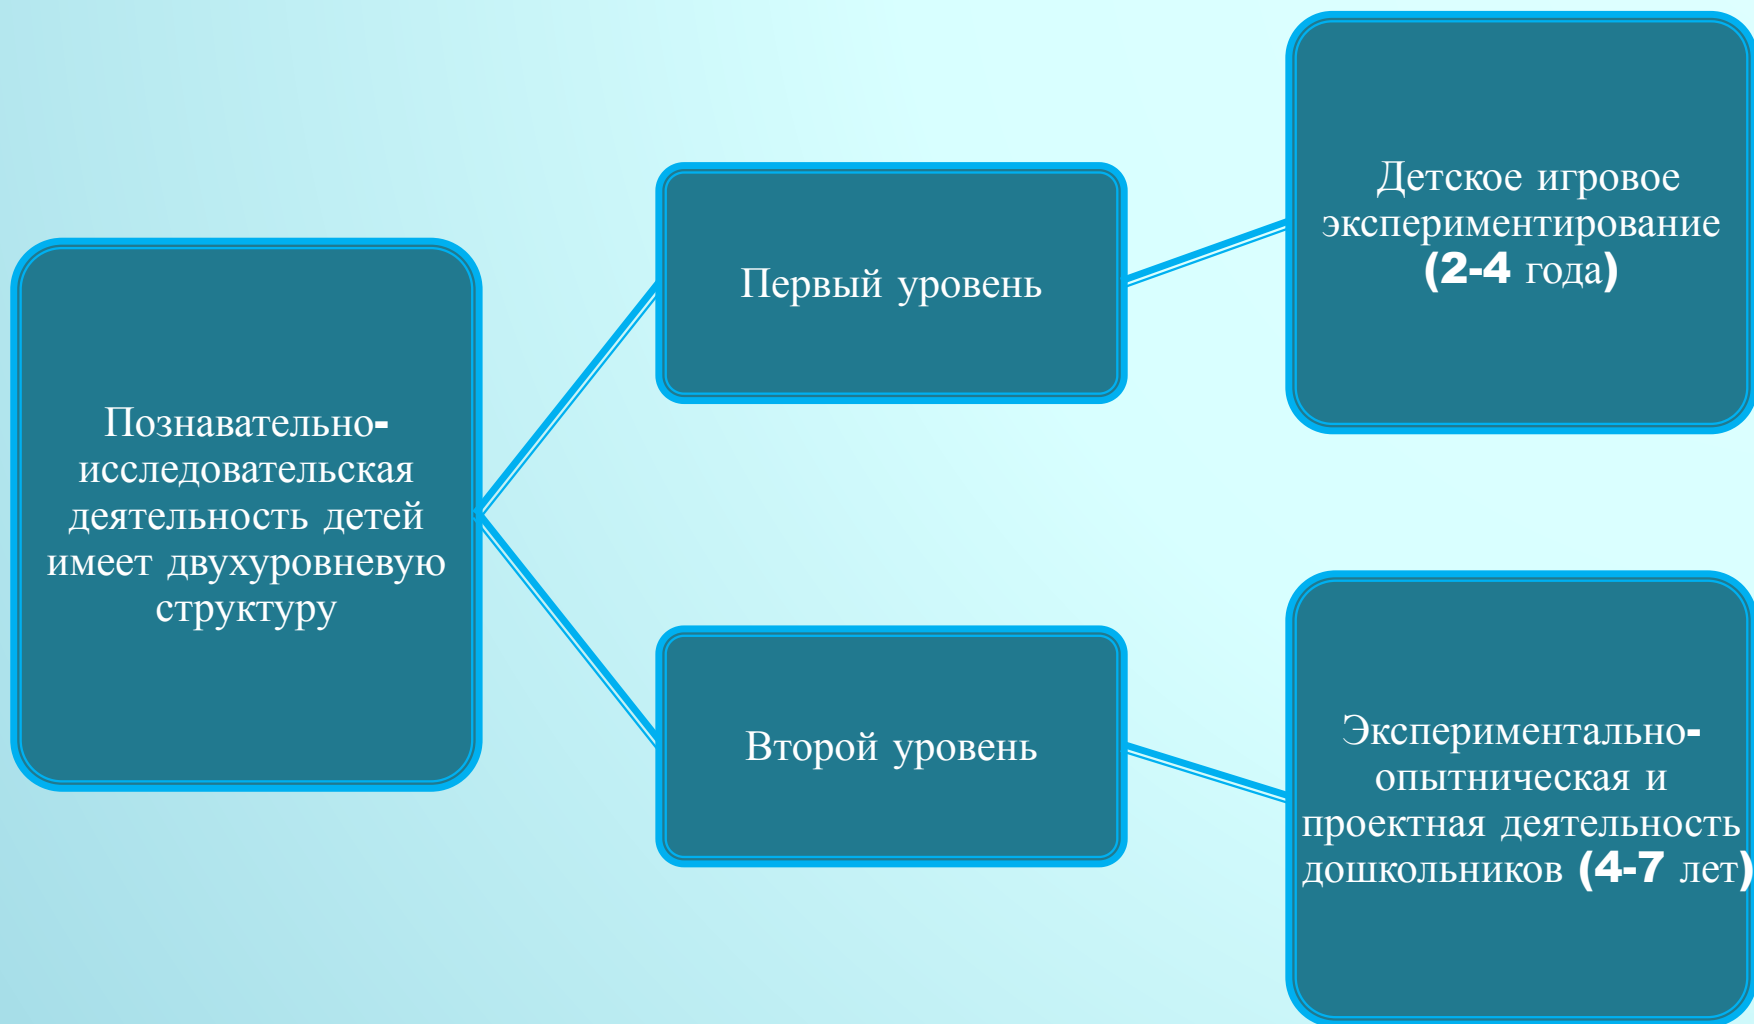 Познавательно-
исследовательская
деятельность детей
имеет двухуровневую
структуру
Первый уровень
Детское игровое
экспериментирование
(2-4 года)
Второй уровень
Экспериментально-
опытническая и
проектная деятельность
дошкольников (4-7 лет)